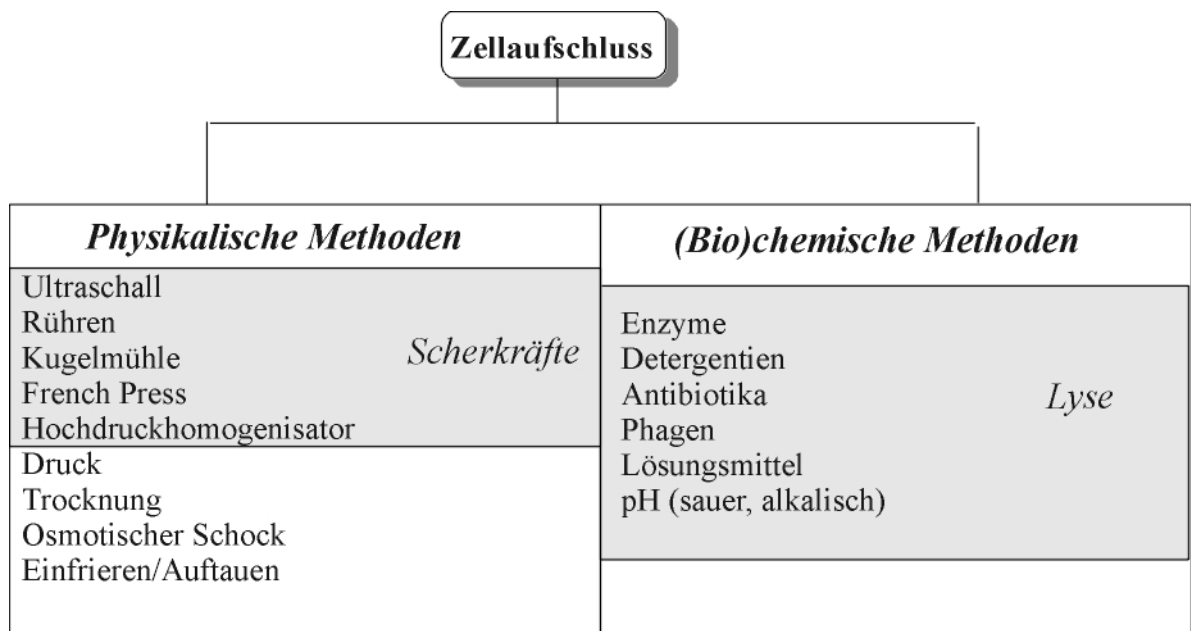 Zellaufschluss
Physikalische Methoden
Ultraschall
Rühren
Kugelmühle
French Press
Hochdruckhomogenisator
Scherkräfte
Druck
Trocknung
Osmotischer Schock
Einfrieren/Auftauen
(Bio)chemische Methoden
Enzyme
Detergentien
Antibiotika
Phagen
Lösungsmittel
pH (sauer, alkalisch)
Lyse